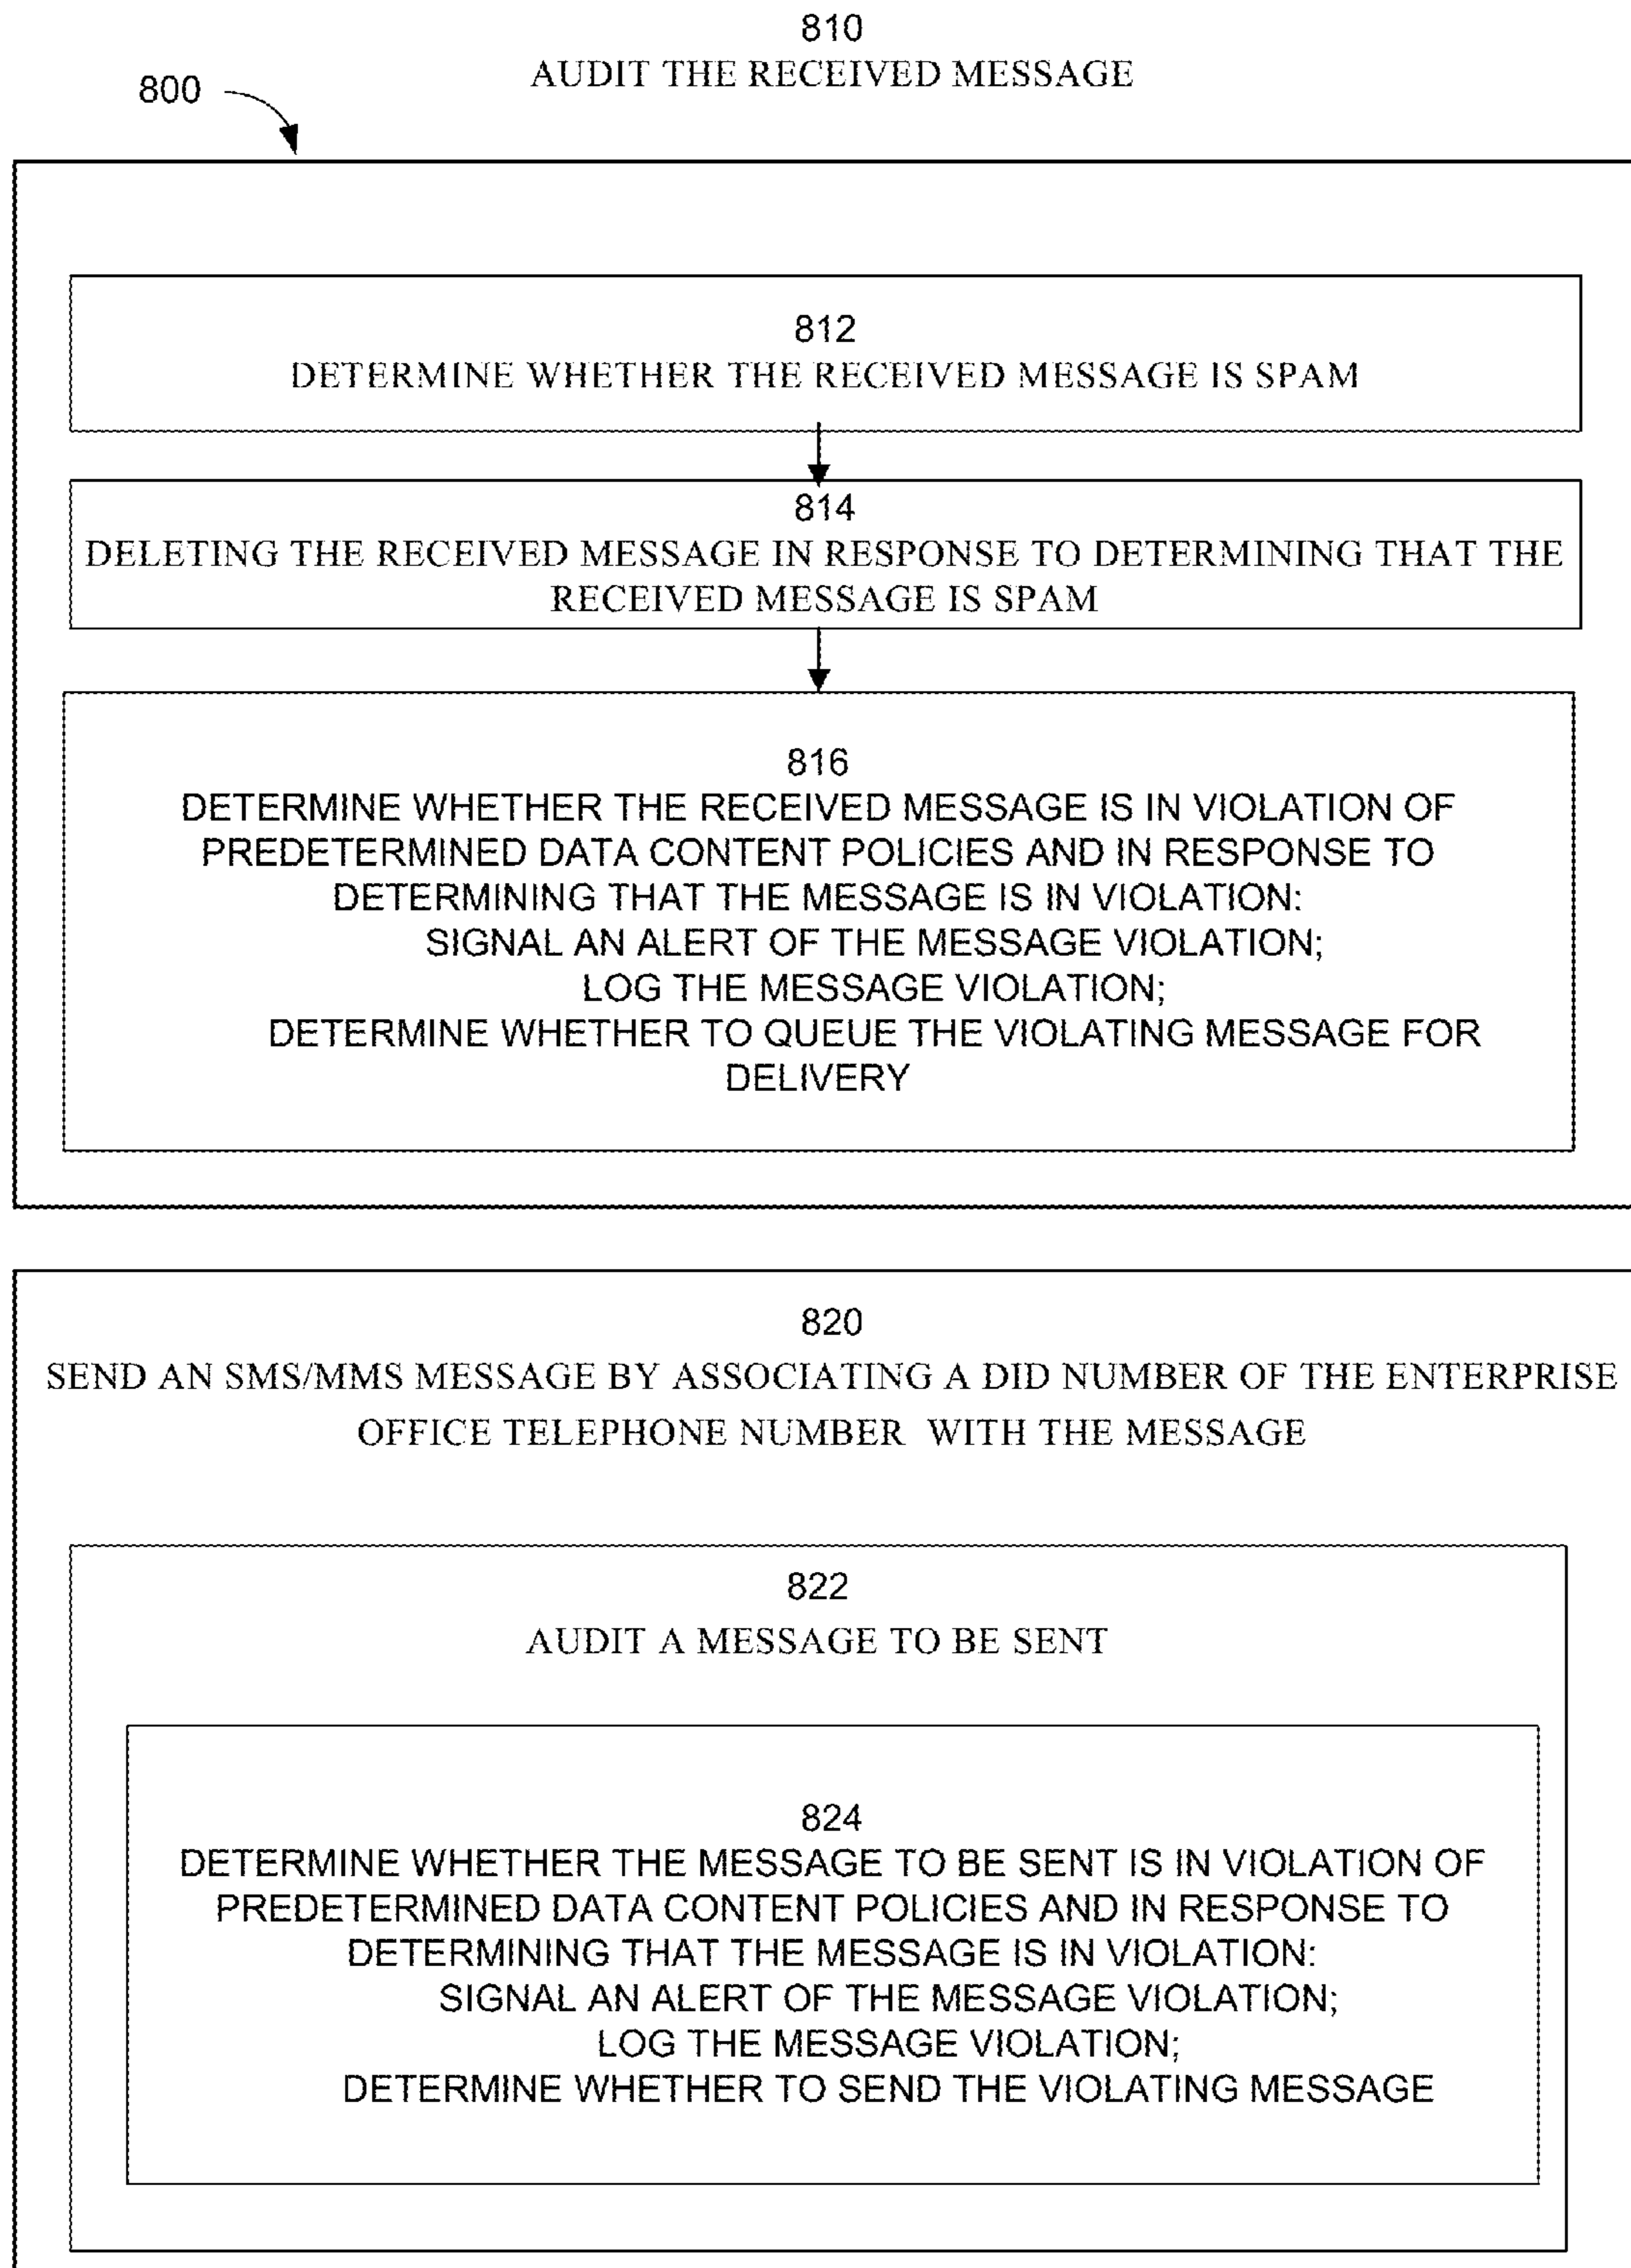 810
AUDIT THE RECEIVED MESSAGE
800
812
DETERMINE WHETHER THE RECEIVED MESSAGE IS SPAM
814
DELETING THE RECEIVED MESSAGE IN RESPONSE TO DETERMINING THAT THE
RECEIVED MESSAGE IS SPAM
816
DETERMINE WHETHER THE RECEIVED MESSAGE IS IN VIOLATION OF
PREDETERMINED DATA CONTENT POLICIES AND IN RESPONSE TO
DETERMINING THAT THE MESSAGE IS IN VIOLATION:
SIGNAL AN ALERT OF THE MESSAGE VIOLATION;
LOG THE MESSAGE VIOLATION;
DETERMINE WHETHER TO QUEUE THE VIOLATING MESSAGE FOR
DELIVERY
820
SEND AN SMS/MMS MESSAGE BY ASSOCIATING A DID NUMBER OF THE ENTERPRISE
OFFICE TELEPHONE NUMBER WITH THE MESSAGE
822
AUDIT A MESSAGE TO BE SENT
824
DETERMINE WHETHER THE MESSAGE TO BE SENT IS IN VIOLATION OF
PREDETERMINED DATA CONTENT POLICIES AND IN RESPONSE TO
DETERMINING THAT THE MESSAGE IS IN VIOLATION:
SIGNAL AN ALERT OF THE MESSAGE VIOLATION;
LOG THE MESSAGE VIOLATION;
DETERMINE WHETHER TO SEND THE VIOLATING MESSAGE